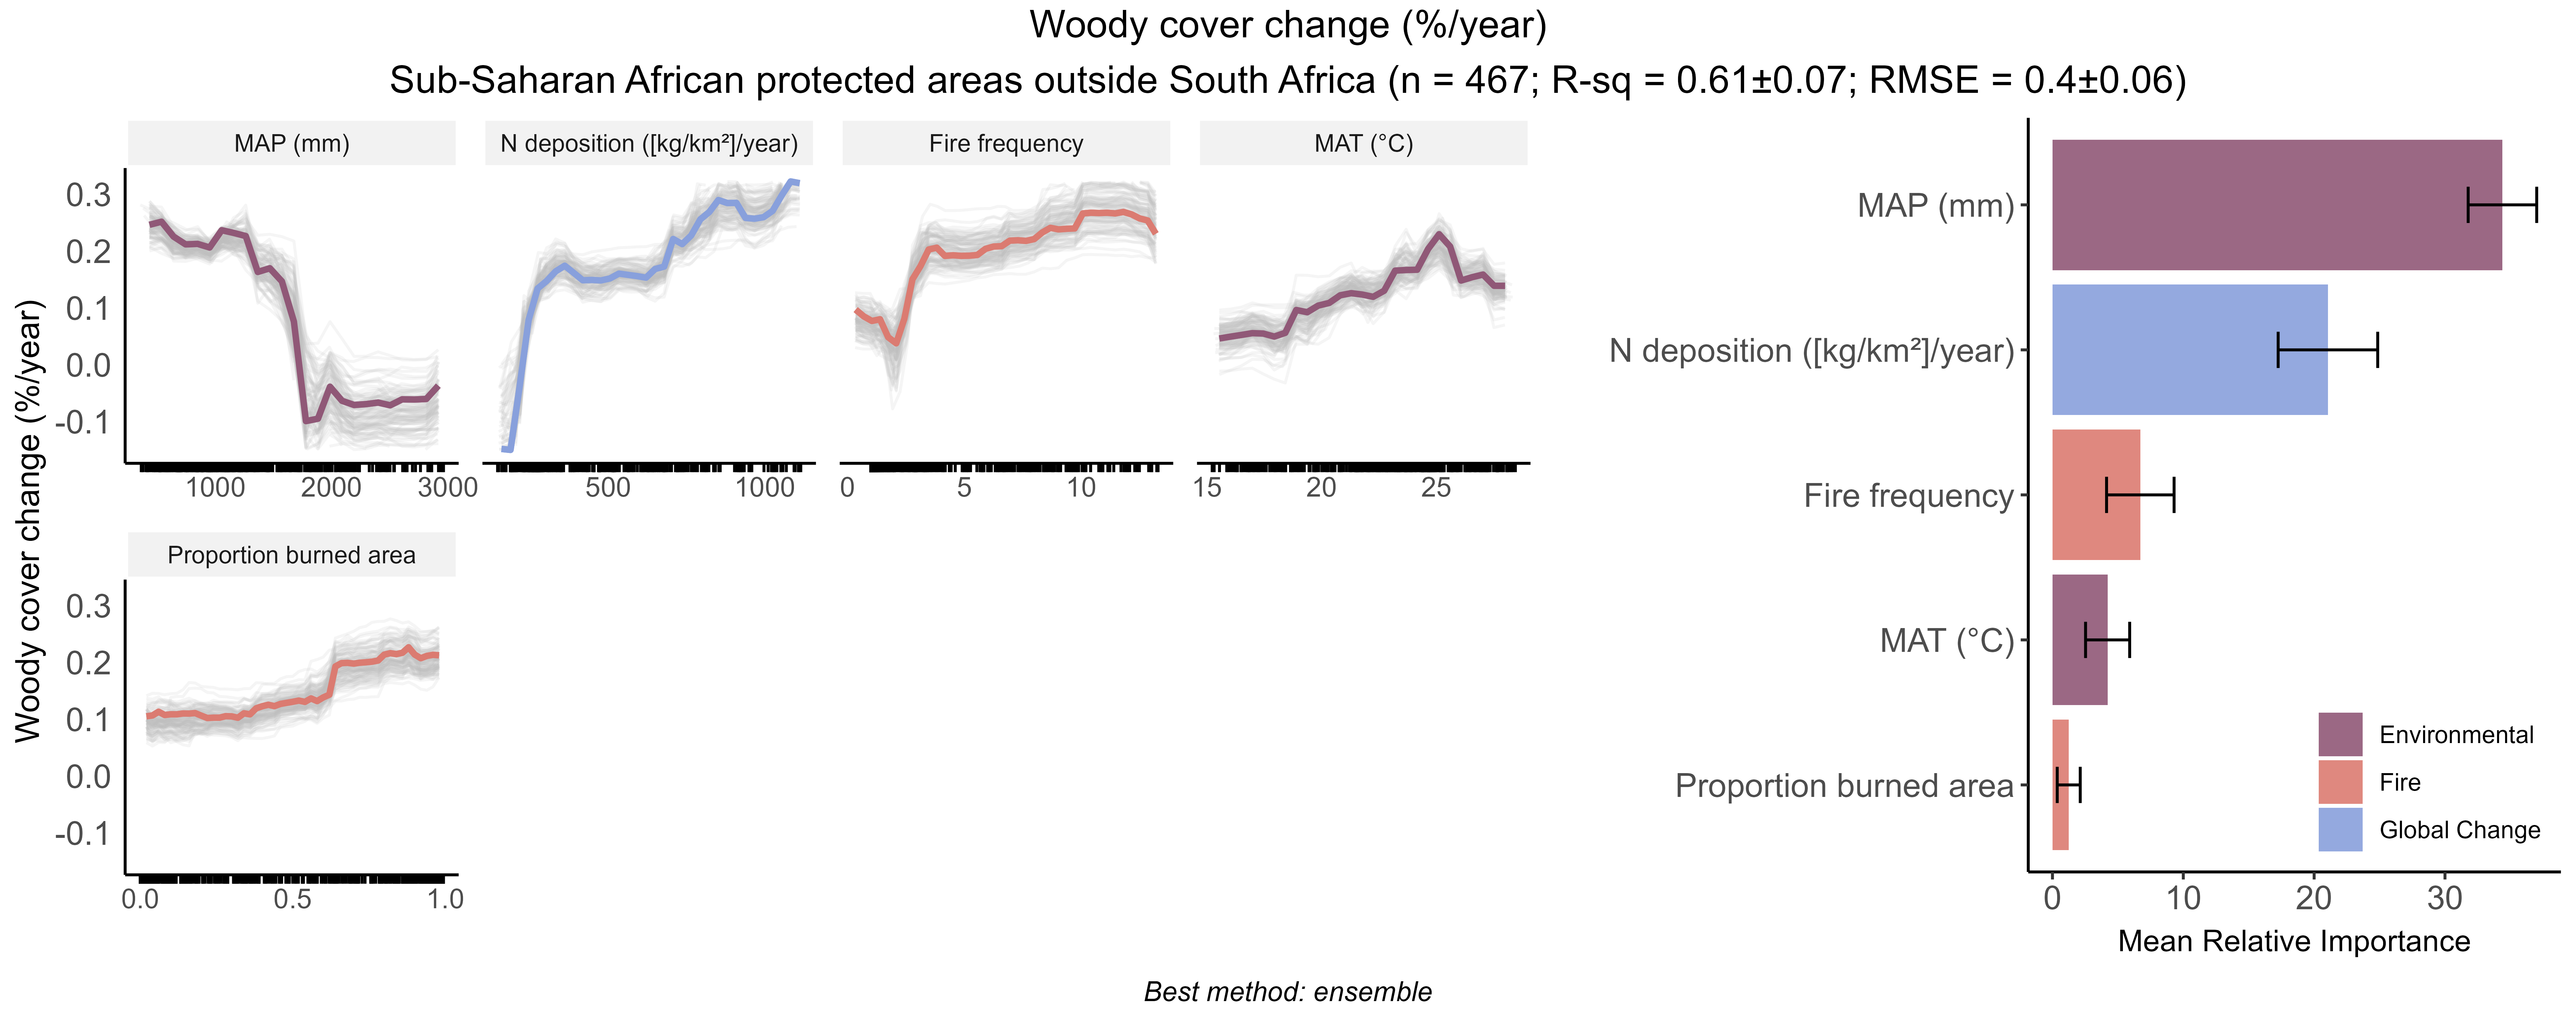 Woody cover change (%/year)
Sub-Saharan African protected areas outside South Africa (n = 467; R-sq = 0.61±0.07; RMSE = 0.4±0.06)
Woody cover change (%/year)
MAP (mm)
0.3
0.2
0.1
0.0
-0.1
1000 2000 3000
N deposition ([kg/km²]/year)
500 1000
Fire frequency
0 5 10
MAT (°C)
15 20 25
Proportion burned area
0.3
0.2
0.1
0.0
-0.1
0.0 0.5 1.0
MAP (mm)
N deposition ([kg/km²]/year)
Fire frequency
MAT (°C)
Proportion burned area
Environmental
Fire
Global Change
0 10 20 30
Mean Relative Importance
Best method: ensemble